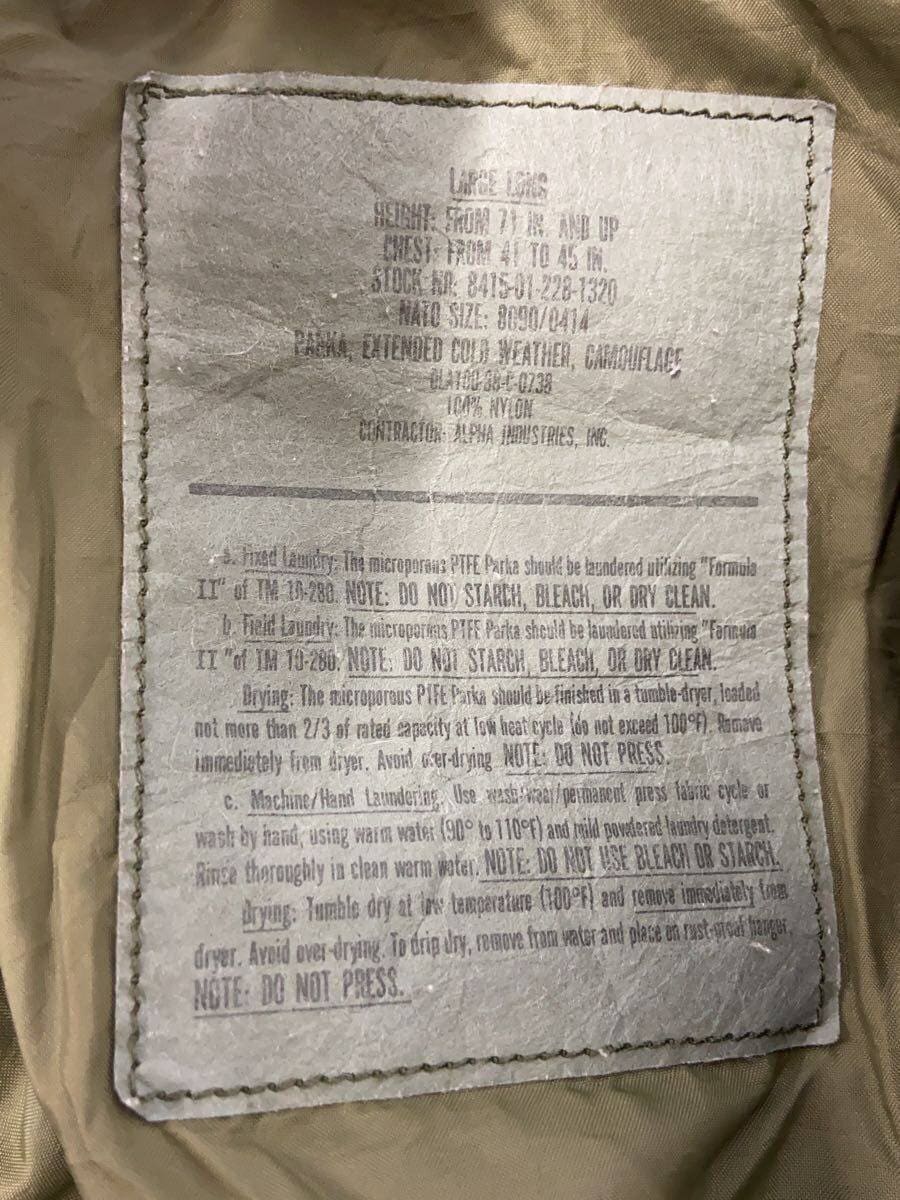 LARGE LONG
HEIGHT: FROM 71 IN. AND UP
CHEST: FROM 41 TO 45 IN.
STOCK NR: 8415-01-228-1320
NATO SIZE: 8090/0414
PARKA, EXTENDED COLD WEATHER, CAMOUFLAGE
DLA100-88-C-0738
100% NYLON
CONTRACTOR: ALPHA INDUSTRIES, INC.
a. Fixed Laundry: The microporous PTFE Parka should be laundered utilizing "Formula
II" of TM 10-280. NOTE: DO NOT STARCH, BLEACH, OR DRY CLEAN.
b. Field Laundry: The microporous PTFE Parka should be laundered utilizing "Formula
II "of TM 10-280. NOTE: DO NOT STARCH, BLEACH, OR DRY CLEAN.
Drying: The microporous PTFE Parka should be finished in a tumble-dryer, loaded
not more than 2/3 of rated capacity at low heat cycle (do not exceed 100°F). Remove
immediately from dryer. Avoid over-drying NOTE: DO NOT PRESS.
c. Machine/Hand Laundering. Use wash/wear/permanent press fabric cycle or
wash by hand, using warm water (90° to 110°F) and mild powdered laundry detergent.
Rinse thoroughly in clean warm water. NOTE: DO NOT USE BLEACH OR STARCH.
Drying: Tumble dry at low temperature (100°F) and remove immediately from
dryer. Avoid over-drying. To drip dry, remove from water and place on rust-proof hanger.
NOTE: DO NOT PRESS.